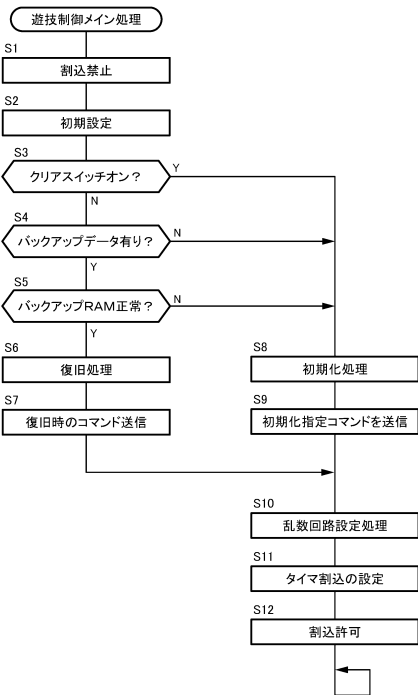 遊技制御メイン処理
S1
割込禁止
S2
初期設定
S3
クリアスイッチオン？
Y
N
S4
バックアップデータ有り？
N
Y
S5
バックアップRAM正常？
N
Y
S6
復旧処理
S7
復旧時のコマンド送信
S8
初期化処理
S9
初期化指定コマンドを送信
S10
乱数回路設定処理
S11
タイマ割込の設定
S12
割込許可